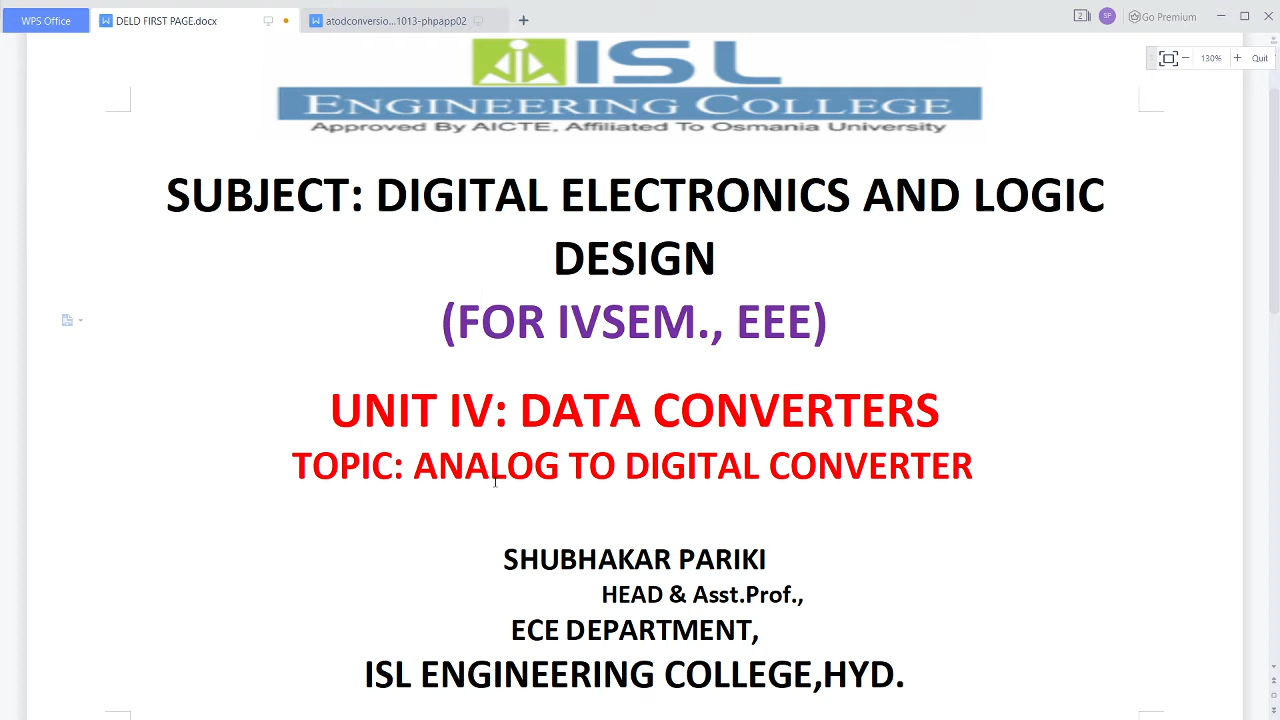 WPS Office
DELD FIRST PAGE.docx
atodconversio...1013-phpapp02
2
SP
Go Premium
130%
Quit
ISL
ENGINEERING COLLEGE
Approved By AICTE, Affiliated To Osmania University
SUBJECT: DIGITAL ELECTRONICS AND LOGIC
DESIGN
(FOR IVSEM., EEE)
UNIT IV: DATA CONVERTERS
TOPIC: ANALOG TO DIGITAL CONVERTER
SHUBHAKAR PARIKI
HEAD & Asst.Prof.,
ECE DEPARTMENT,
ISL ENGINEERING COLLEGE,HYD.